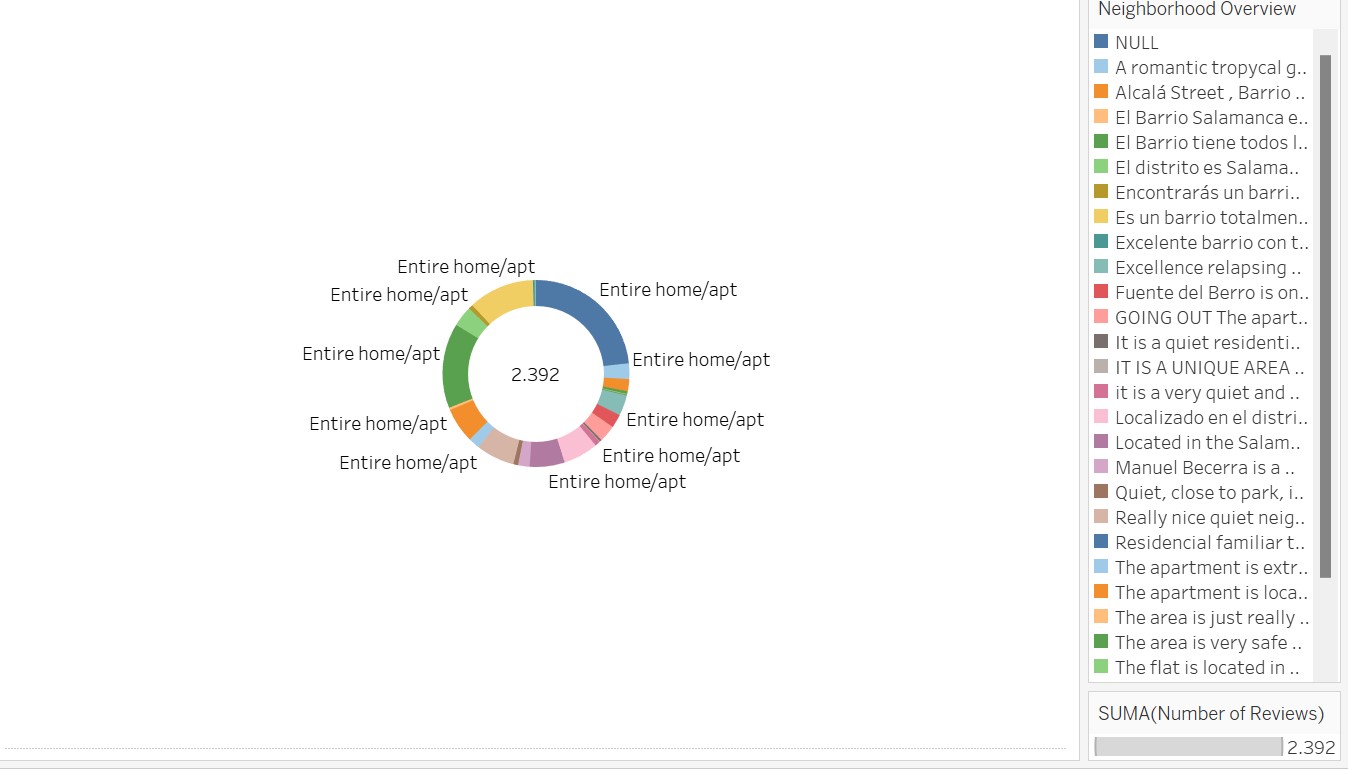 Neighborhood Overview
NULL
A romantic tropycal g..
Alcalá Street , Barrio ..
El Barrio Salamanca e..
El Barrio tiene todos l..
El distrito es Salama..
Encontrarás un barri..
Es un barrio totalmen..
Excelente barrio con t..
Excellence relapsing ..
Fuente del Berro is on..
GOING OUT The apart..
It is a quiet residenti..
IT IS A UNIQUE AREA ..
it is a very quiet and ..
Localizado en el distri..
Located in the Salam..
Manuel Becerra is a ..
Quiet, close to park, i..
Really nice quiet neig..
Residencial familiar t..
The apartment is extr..
The apartment is loca..
The area is just really ..
The area is very safe ..
The flat is located in ..
SUMA(Number of Reviews)
2.392
Entire home/apt
Entire home/apt
Entire home/apt
Entire home/apt
Entire home/apt
Entire home/apt
2.392
Entire home/apt
Entire home/apt
Entire home/apt
Entire home/apt
Entire home/apt